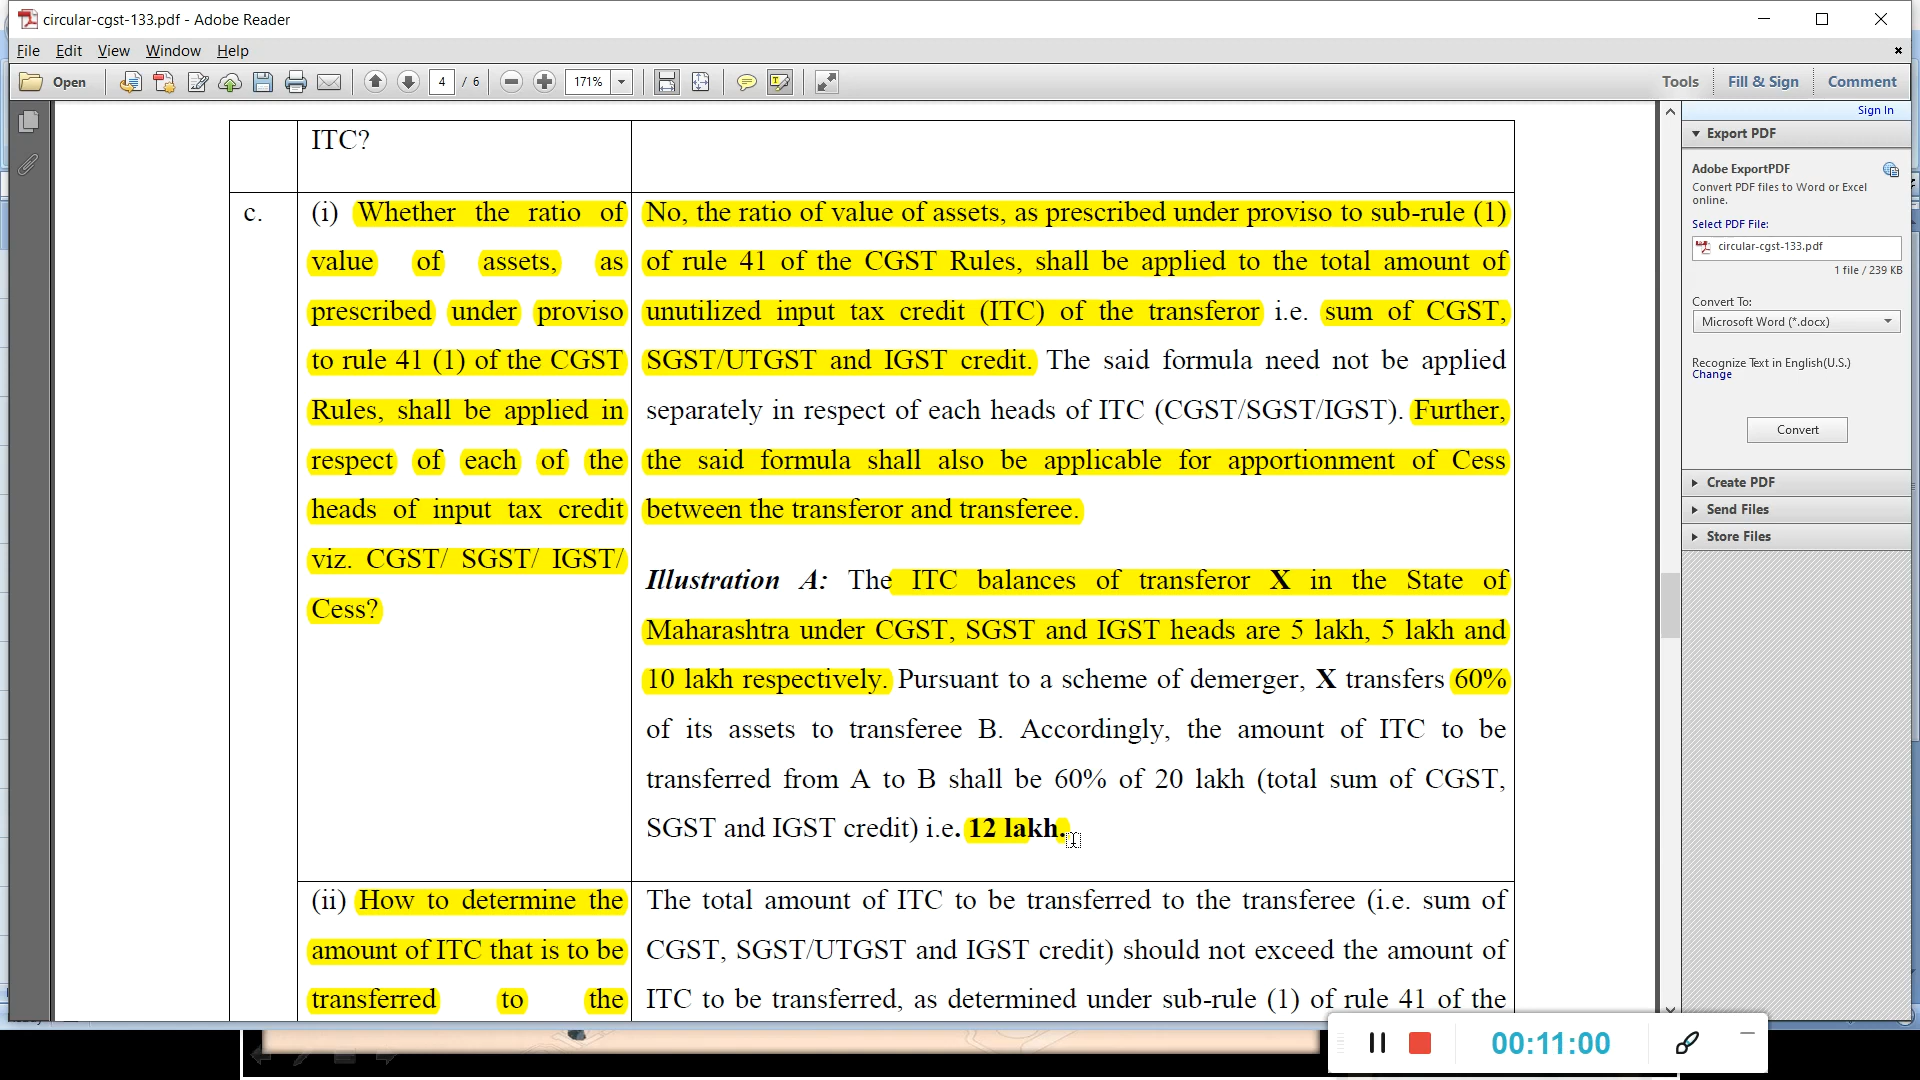 circular-cgst-133.pdf - Adobe Reader
File Edit View Window Help
Open 4 / 6 171% Tools Fill & Sign Comment
Sign In
Export PDF
Adobe ExportPDF
Convert PDF files to Word or Excel
online.
Select PDF File:
circular-cgst-133.pdf
1 file / 239 KB
Convert To:
Microsoft Word (*.docx)
Recognize Text in English(U.S.)
Change
Convert
Create PDF
Send Files
Store Files
ITC?
c.
(i) Whether the ratio of
value of assets, as
prescribed under proviso
to rule 41 (1) of the CGST
Rules, shall be applied in
respect of each of the
heads of input tax credit
viz. CGST/ SGST/ IGST/
Cess?
No, the ratio of value of assets, as prescribed under proviso to sub-rule (1)
of rule 41 of the CGST Rules, shall be applied to the total amount of
unutilized input tax credit (ITC) of the transferor i.e. sum of CGST,
SGST/UTGST and IGST credit. The said formula need not be applied
separately in respect of each heads of ITC (CGST/SGST/IGST). Further,
the said formula shall also be applicable for apportionment of Cess
between the transferor and transferee.
Illustration A: The ITC balances of transferor X in the State of
Maharashtra under CGST, SGST and IGST heads are 5 lakh, 5 lakh and
10 lakh respectively. Pursuant to a scheme of demerger, X transfers 60%
of its assets to transferee B. Accordingly, the amount of ITC to be
transferred from A to B shall be 60% of 20 lakh (total sum of CGST,
SGST and IGST credit) i.e. 12 lakh.
(ii) How to determine the
amount of ITC that is to be
transferred to the
The total amount of ITC to be transferred to the transferee (i.e. sum of
CGST, SGST/UTGST and IGST credit) should not exceed the amount of
ITC to be transferred, as determined under sub-rule (1) of rule 41 of the
00:11:00